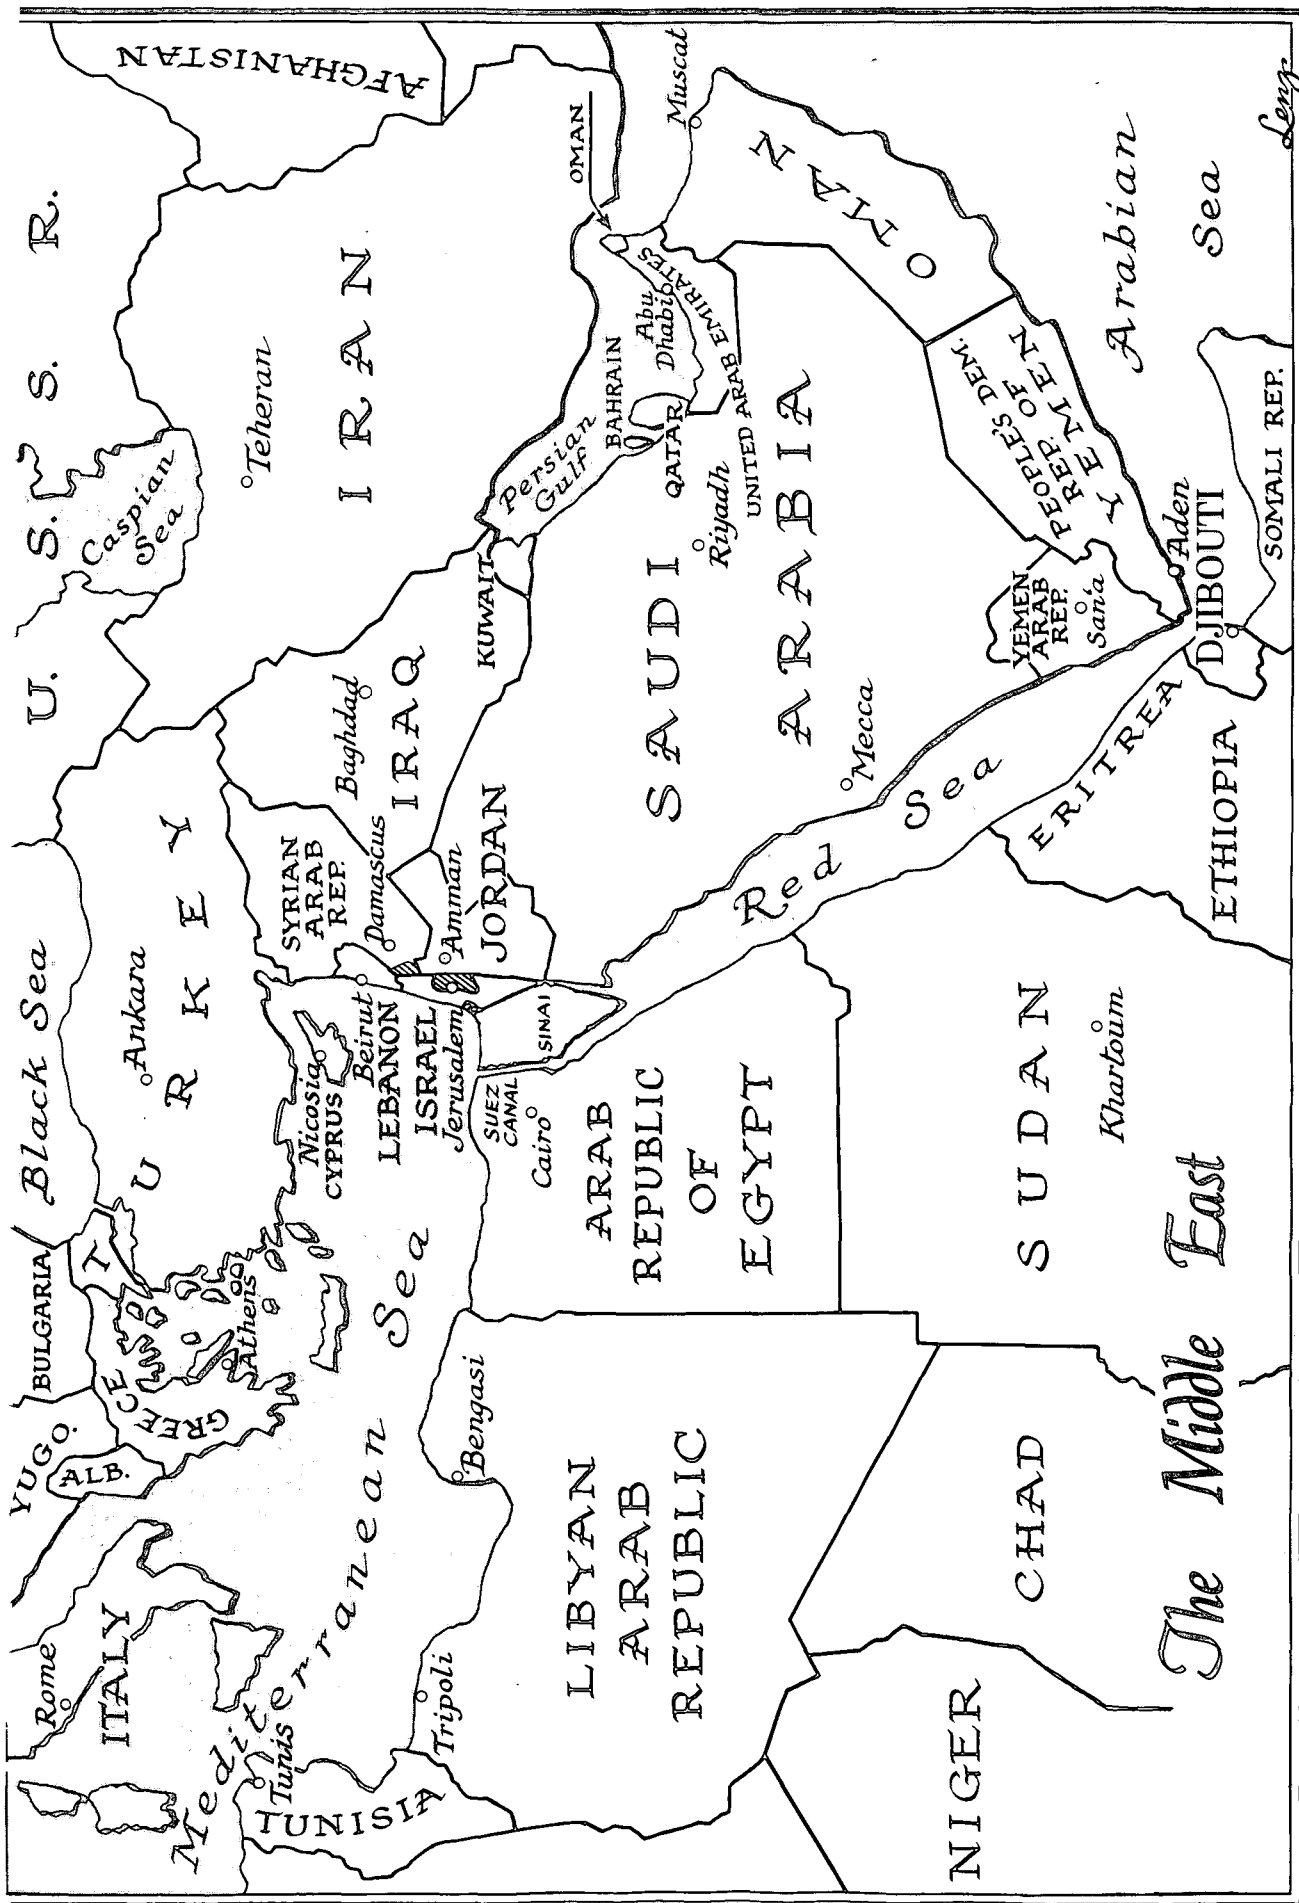 The Middle East
YUGO.
BULGARIA
Black Sea
U. S. S. R.
Rome
ITALY
ALB.
GREECE
T
Caspian
Sea
AFGHANISTAN
Athens
Ankara
TURKEY
Teheran
IRAN
Mediterranean Sea
Tunis
TUNISIA
Nicosia
CYPRUS
Beirut
LEBANON
ISRAEL
Jerusalem
SYRIAN
ARAB
REP.
Damascus
Amman
JORDAN
Baghdad
IRAQ
KUWAIT
Persian
Gulf
BAHRAIN
QATAR
Abu
Dhabi
UNITED ARAB EMIRATES
OMAN
Muscat
OMAN
Tripoli
Bengasi
LIBYAN
ARAB
REPUBLIC
SUEZ
CANAL
Cairo
SINAI
ARAB
REPUBLIC
OF
EGYPT
Red Sea
SAUDI
ARABIA
Riyadh
Mecca
NIGER
CHAD
SUDAN
Khartoum
ERITREA
ETHIOPIA
YEMEN
ARAB
REP.
San'a
PEOPLE'S DEM.
REP. OF
YEMEN
Aden
DJIBOUTI
SOMALI REP.
Arabian
Sea
Lenz